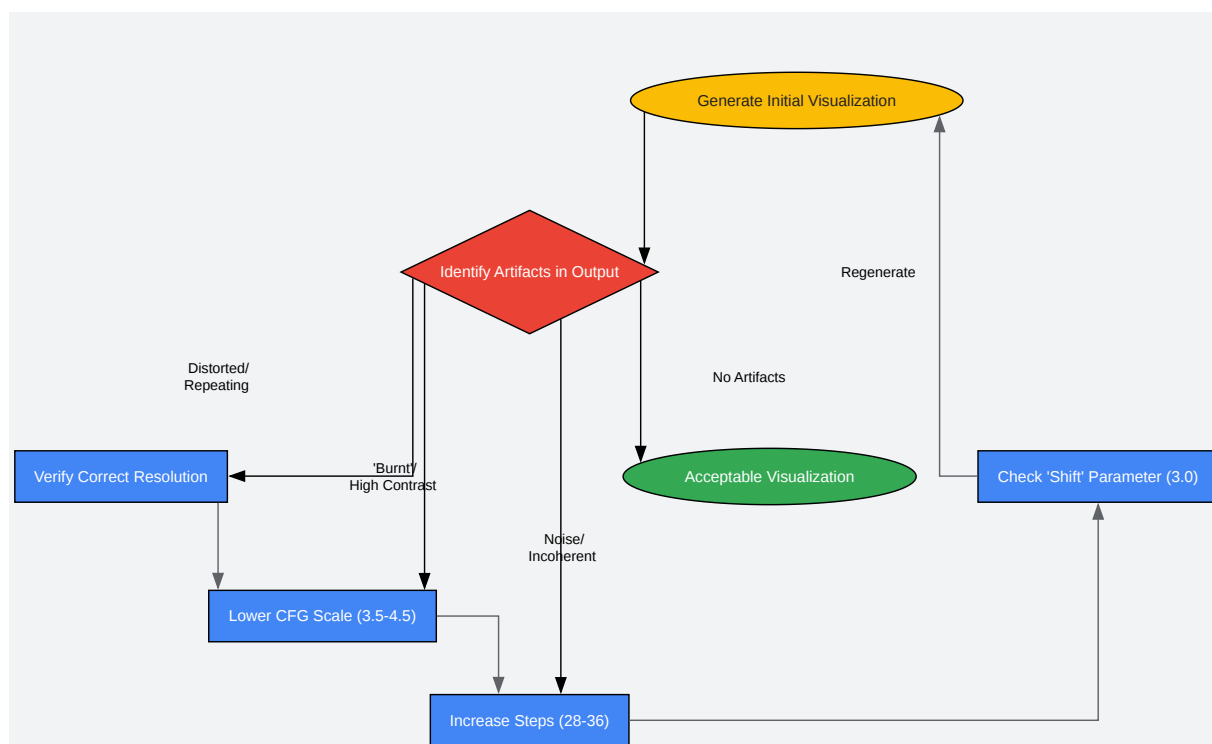 Generate Initial Visualization
Identify Artifacts in Output
Regenerate
Distorted/
Repeating
No Artifacts
Verify Correct Resolution
'Burnt'/
High Contrast
Acceptable Visualization
Check 'Shift' Parameter (3.0)
Noise/
Incoherent
Lower CFG Scale (3.5-4.5)
Increase Steps (28-36)